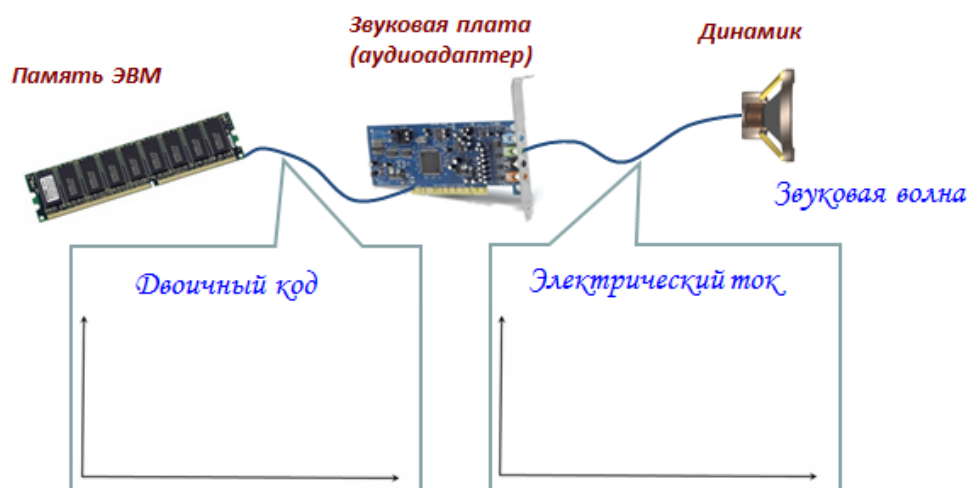 Память ЭВМ
Звуковая плата
(аудиоадаптер)
Динамик
Звуковая волна
Двоичный код
Электрический ток